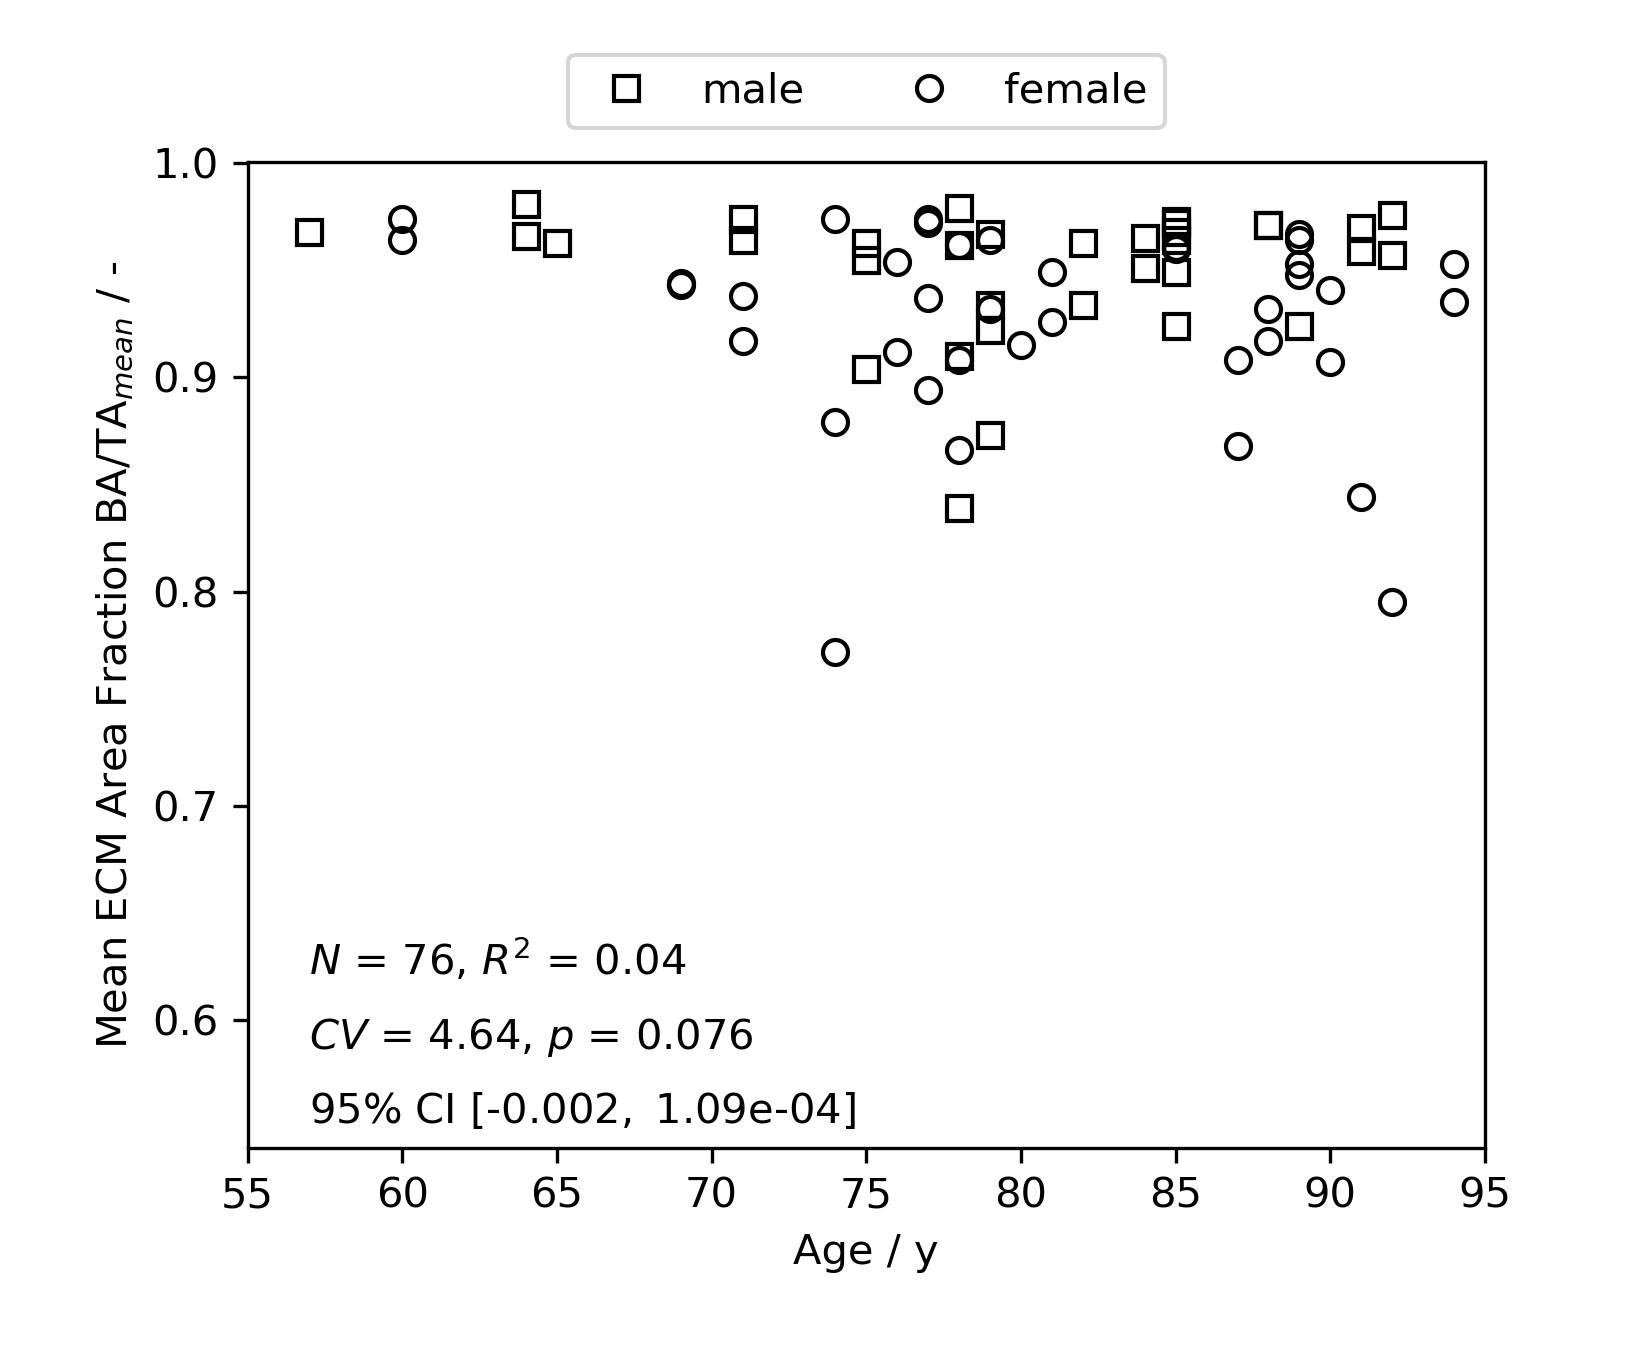 male female
1.0
0.9
0.8
0.7
0.6
Mean ECM Area Fraction BA/TA_mean / -
N = 76, R² = 0.04
CV = 4.64, p = 0.076
95% CI [-0.002, 1.09e-04]
55 60 65 70 75 80 85 90 95
Age / y